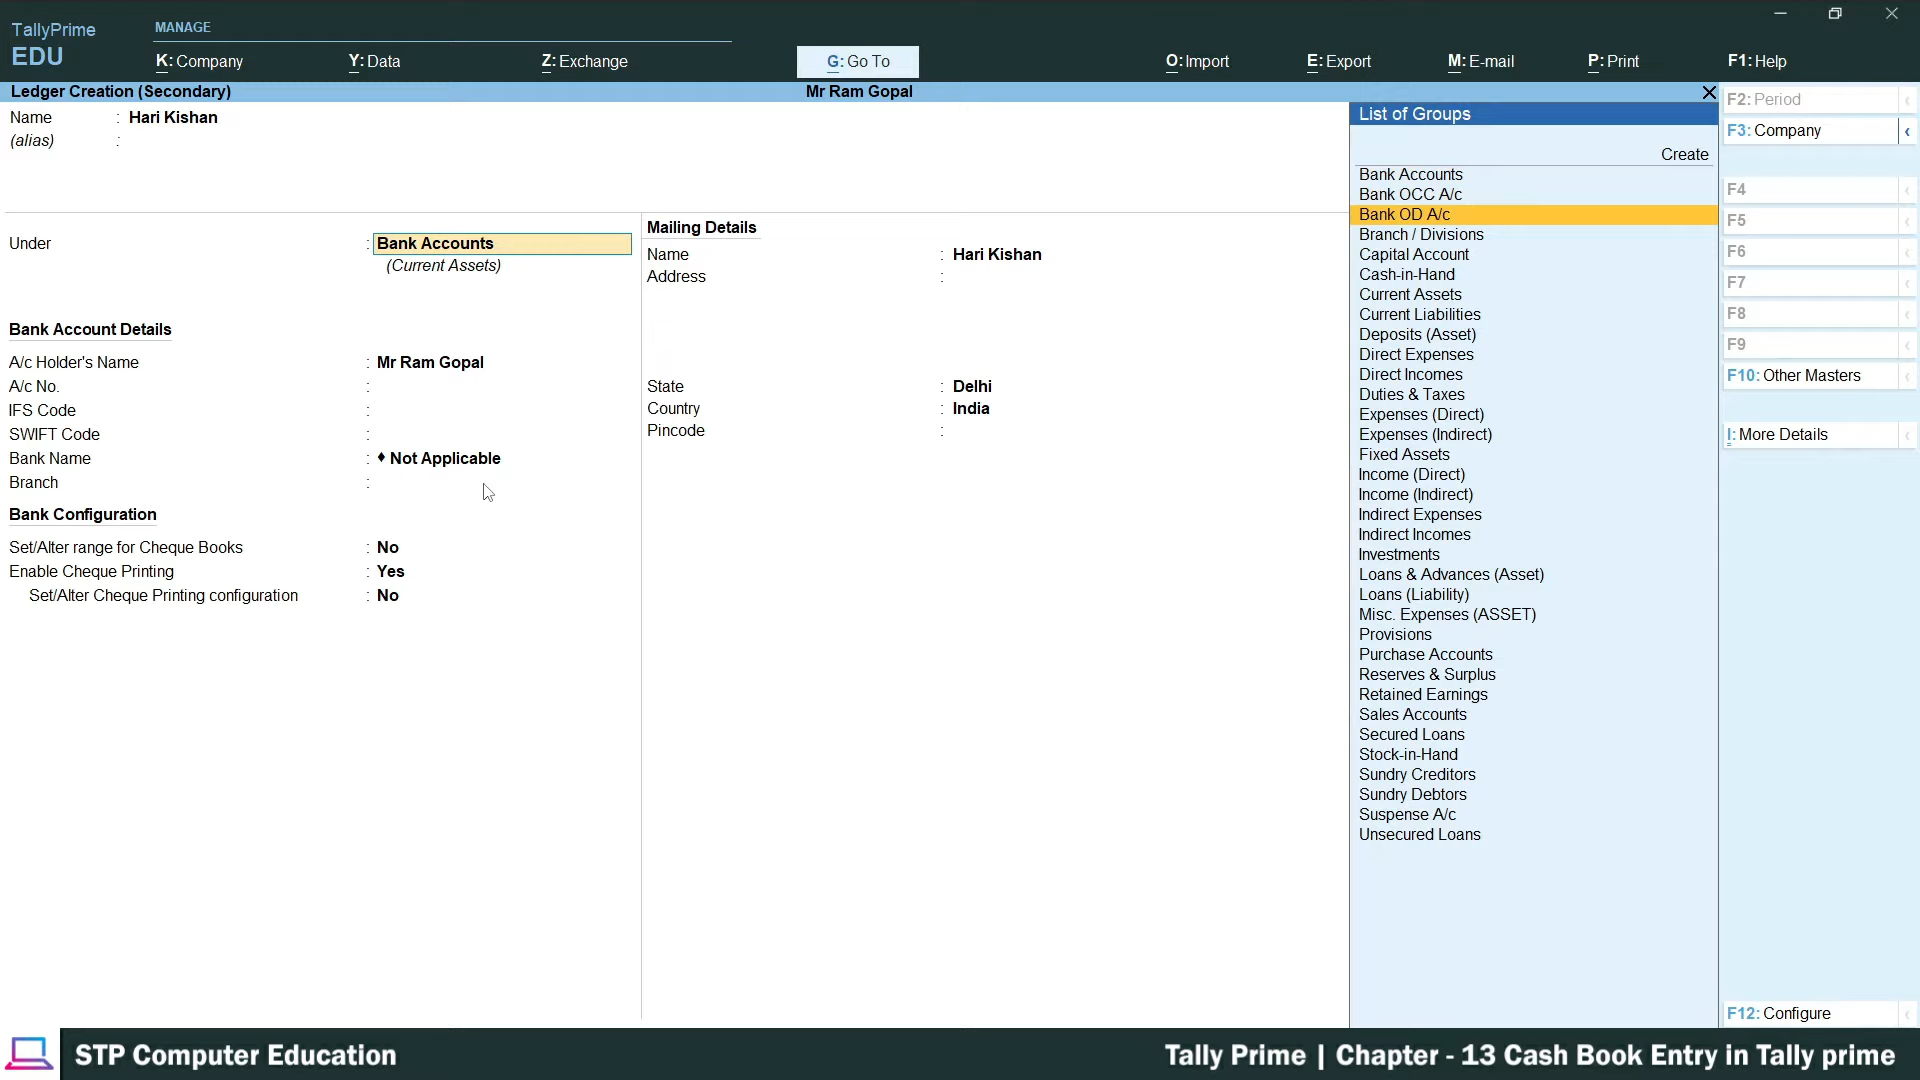 TallyPrime
EDU
MANAGE
K: Company
Y: Data
Z: Exchange
G: Go To
O: Import
E: Export
M: E-mail
P: Print
F1: Help
Ledger Creation (Secondary)
Mr Ram Gopal
Name : Hari Kishan
(alias) :
Under : Bank Accounts
(Current Assets)
Bank Account Details
A/c Holder's Name : Mr Ram Gopal
A/c No. :
IFS Code :
SWIFT Code :
Bank Name : ♦ Not Applicable
Branch :
Bank Configuration
Set/Alter range for Cheque Books : No
Enable Cheque Printing : Yes
Set/Alter Cheque Printing configuration : No
Mailing Details
Name : Hari Kishan
Address :
State : Delhi
Country : India
Pincode :
List of Groups
Create
Bank Accounts
Bank OCC A/c
Bank OD A/c
Branch / Divisions
Capital Account
Cash-in-Hand
Current Assets
Current Liabilities
Deposits (Asset)
Direct Expenses
Direct Incomes
Duties & Taxes
Expenses (Direct)
Expenses (Indirect)
Fixed Assets
Income (Direct)
Income (Indirect)
Indirect Expenses
Indirect Incomes
Investments
Loans & Advances (Asset)
Loans (Liability)
Misc. Expenses (ASSET)
Provisions
Purchase Accounts
Reserves & Surplus
Retained Earnings
Sales Accounts
Secured Loans
Stock-in-Hand
Sundry Creditors
Sundry Debtors
Suspense A/c
Unsecured Loans
F2: Period
F3: Company
F4
F5
F6
F7
F8
F9
F10: Other Masters
I: More Details
F12: Configure
STP Computer Education
Tally Prime | Chapter - 13 Cash Book Entry in Tally prime